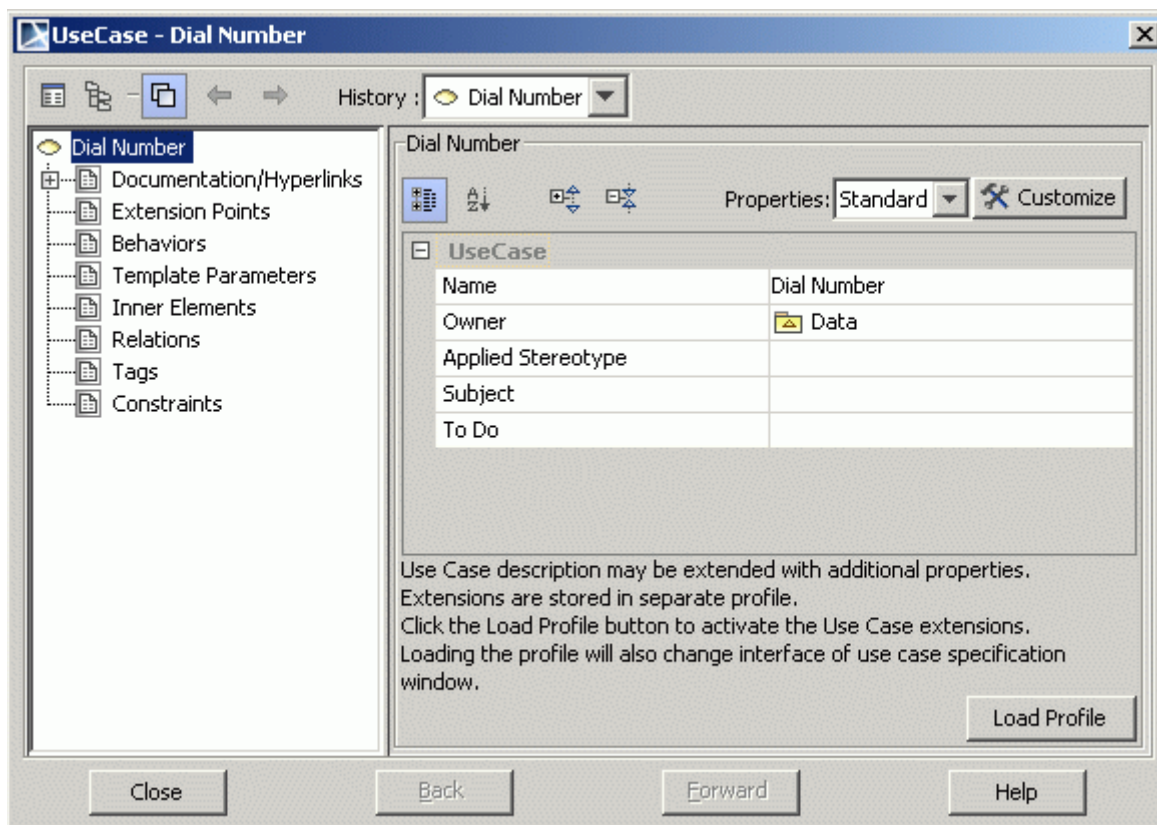 UseCase - Dial Number
History : Dial Number
Dial Number
Documentation/Hyperlinks
Extension Points
Behaviors
Template Parameters
Inner Elements
Relations
Tags
Constraints
Dial Number
Properties: Standard Customize
UseCase
Name Dial Number
Owner Data
Applied Stereotype
Subject
To Do
Use Case description may be extended with additional properties.
Extensions are stored in separate profile.
Click the Load Profile button to activate the Use Case extensions.
Loading the profile will also change interface of use case specification
window.
Load Profile
Close Back Forward Help